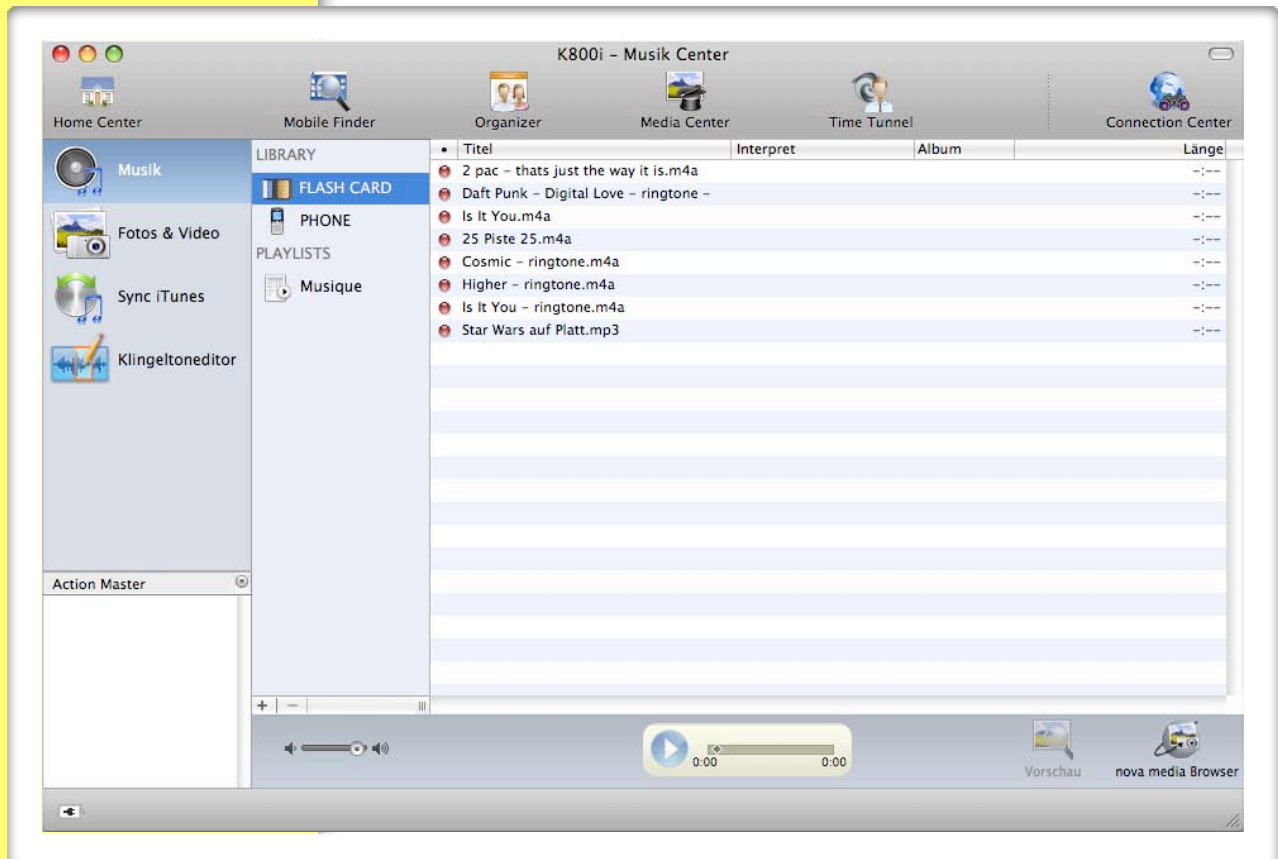 K800i – Musik Center
Home Center
Mobile Finder
Organizer
Media Center
Time Tunnel
Connection Center
Musik
Fotos & Video
Sync iTunes
Klingeltoneditor
Action Master
LIBRARY
FLASH CARD
PHONE
PLAYLISTS
Musique
• Titel Interpret Album Länge
2 pac – thats just the way it is.m4a -:--
Daft Punk – Digital Love – ringtone – -:--
Is It You.m4a -:--
25 Piste 25.m4a -:--
Cosmic – ringtone.m4a -:--
Higher – ringtone.m4a -:--
Is It You – ringtone.m4a -:--
Star Wars auf Platt.mp3 -:--
+ −
0:00 0:00
Vorschau
nova media Browser